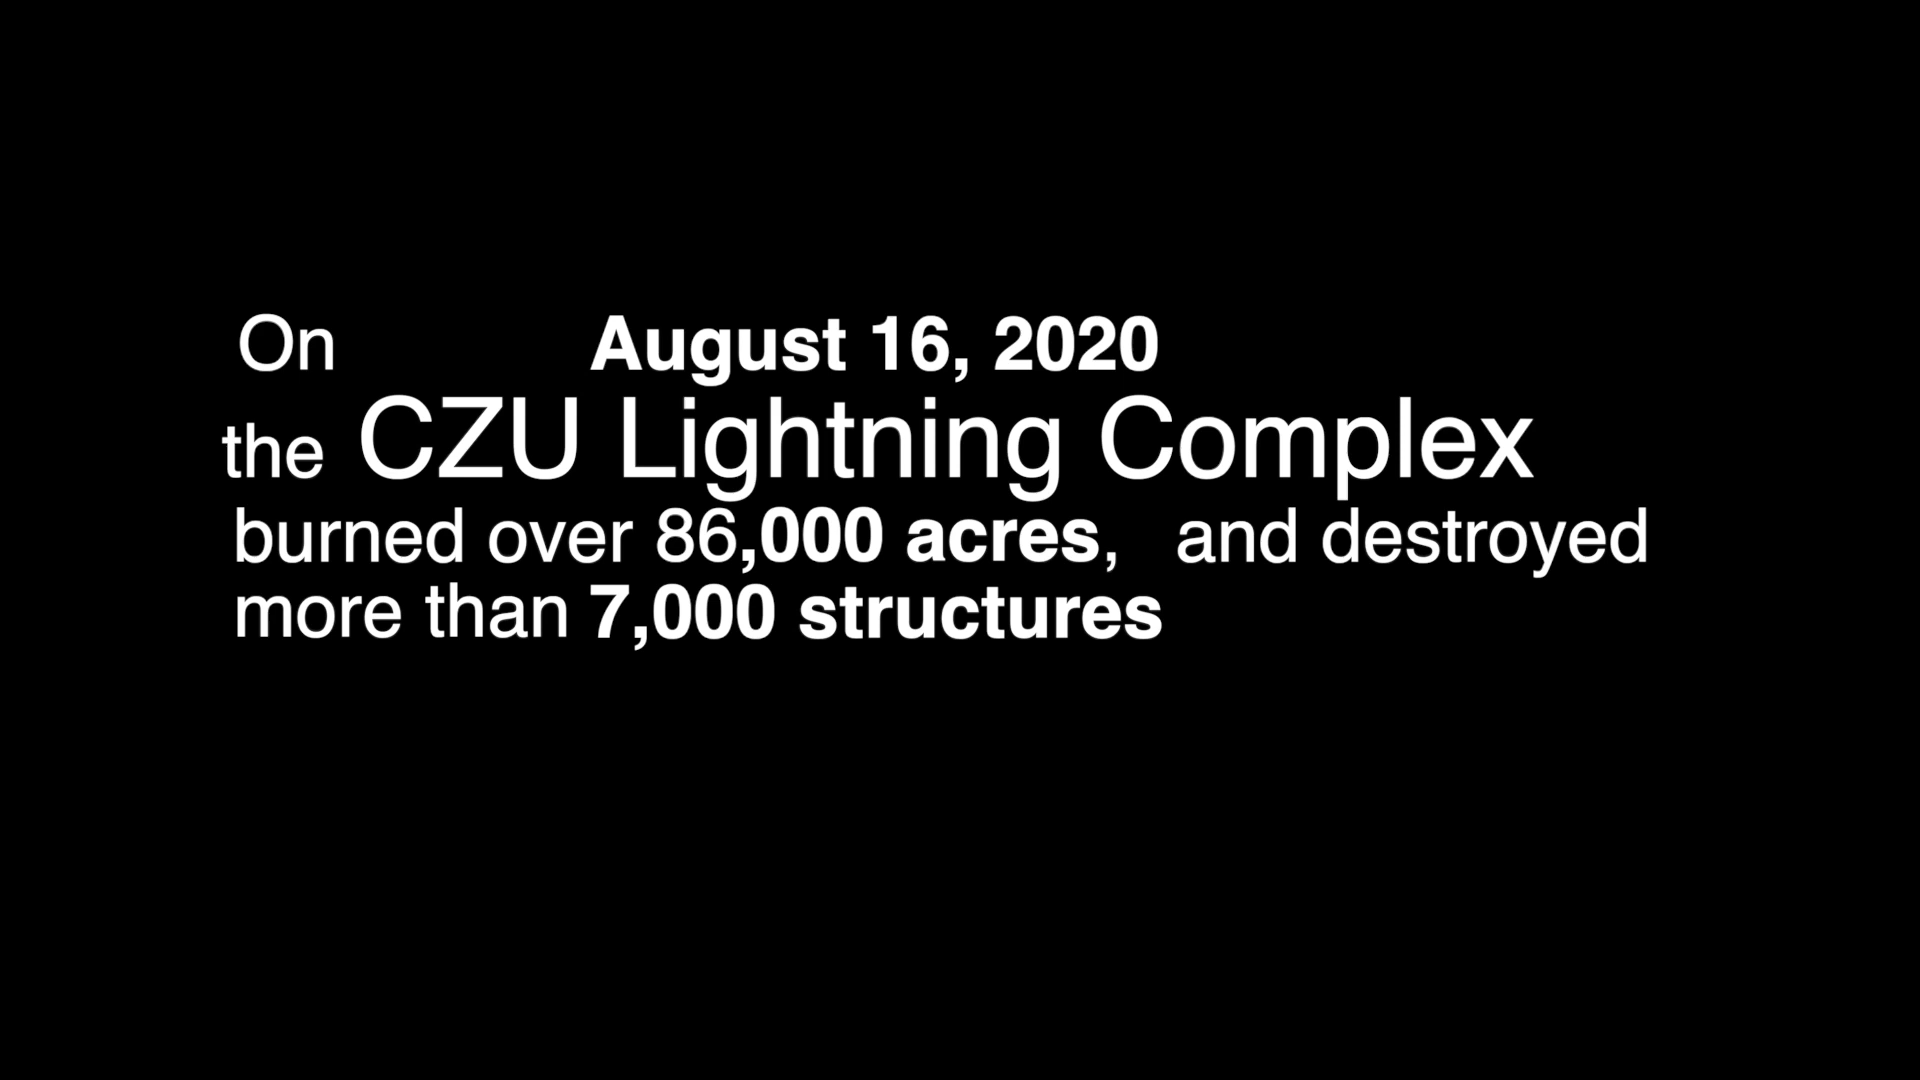 On August 16, 2020
the CZU Lightning Complex
burned over 86,000 acres, and destroyed
more than 7,000 structures